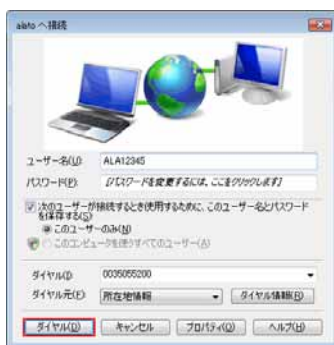 alato へ接続
ユーザー名(U): ALA12345
パスワード(P): [パスワードを変更するには、ここをクリックします]
次のユーザーが接続するとき使用するために、このユーザー名とパスワード
を保存する(S)
このユーザーのみ(N)
このコンピュータを使うすべてのユーザー(A)
ダイヤル(I): 0035055200
ダイヤル元(E): 所在地情報 ダイヤル情報(R)
ダイヤル(D) キャンセル プロパティ(O) ヘルプ(H)